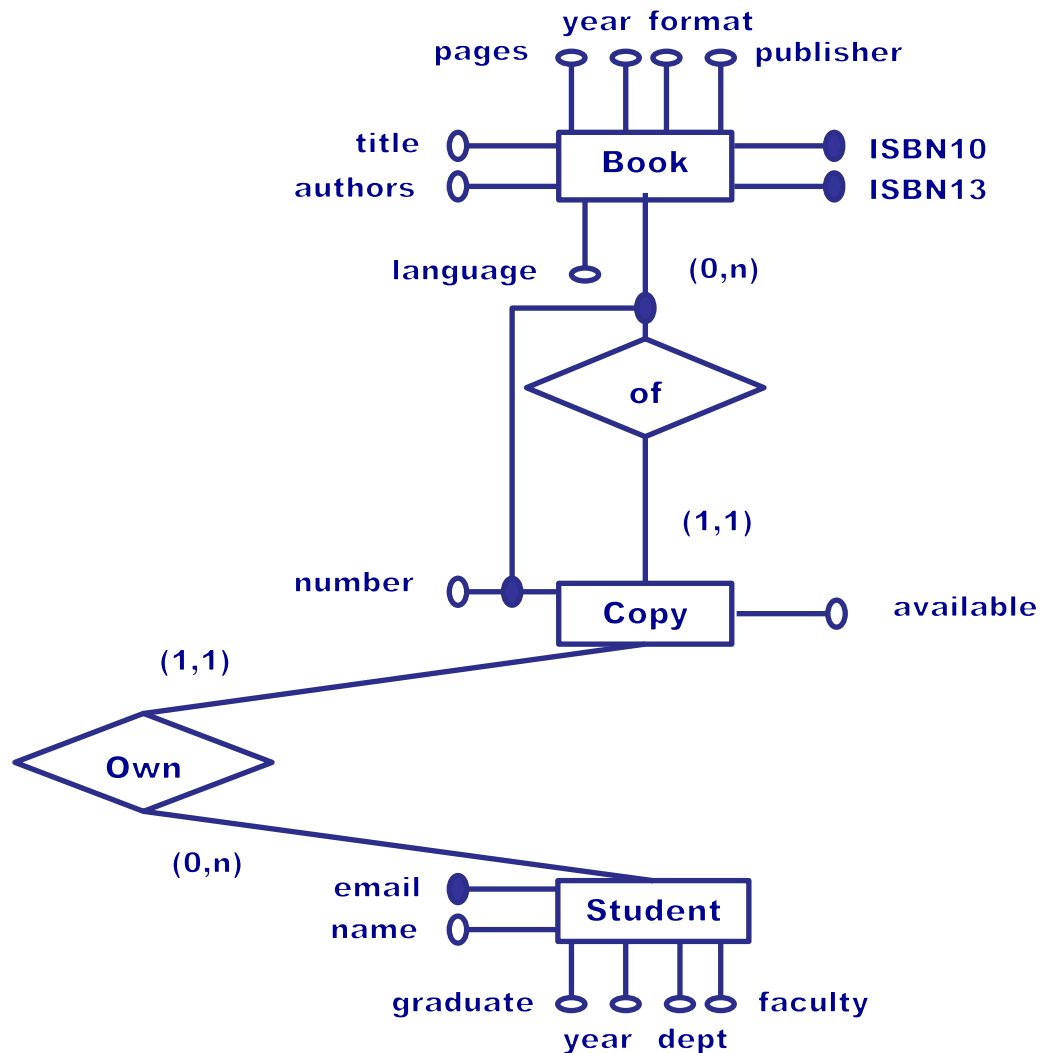 year format
pages publisher
title Book ISBN10
authors ISBN13
language (0,n)
of
(1,1)
number Copy available
(1,1)
Own
(0,n)
email Student
name
graduate faculty
year dept